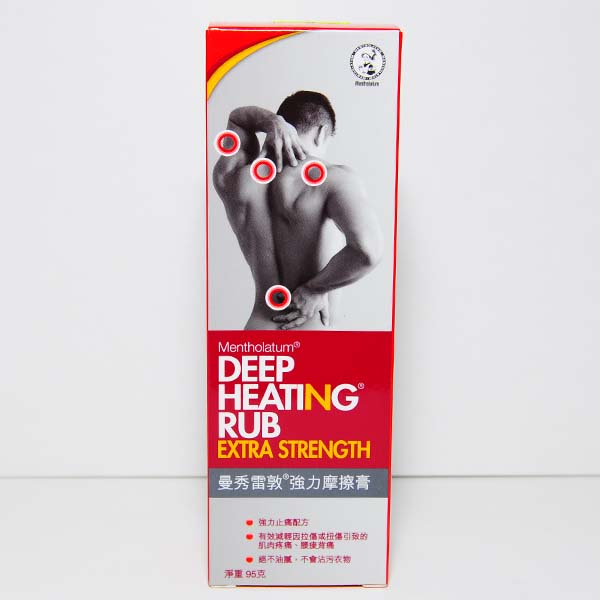 Mentholatum
Mentholatum®
DEEP
HEATING®
RUB
EXTRA STRENGTH
曼秀雷敦®強力摩擦膏
強力止痛配方
有效減輕因拉傷或扭傷引致的
肌肉疼痛、腰痠背痛
絕不油膩，不會沾污衣物
淨重 95克